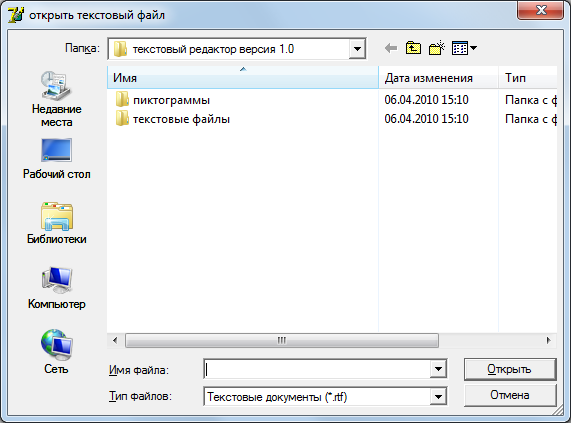 открыть текстовый файл
Папка: текстовый редактор версия 1.0
Имя Дата изменения Тип
пиктограммы 06.04.2010 15:10 Папка с ф
текстовые файлы 06.04.2010 15:10 Папка с ф
Недавние
места
Рабочий стол
Библиотеки
Компьютер
Сеть
Имя файла: Открыть
Тип файлов: Текстовые документы (*.rtf) Отмена